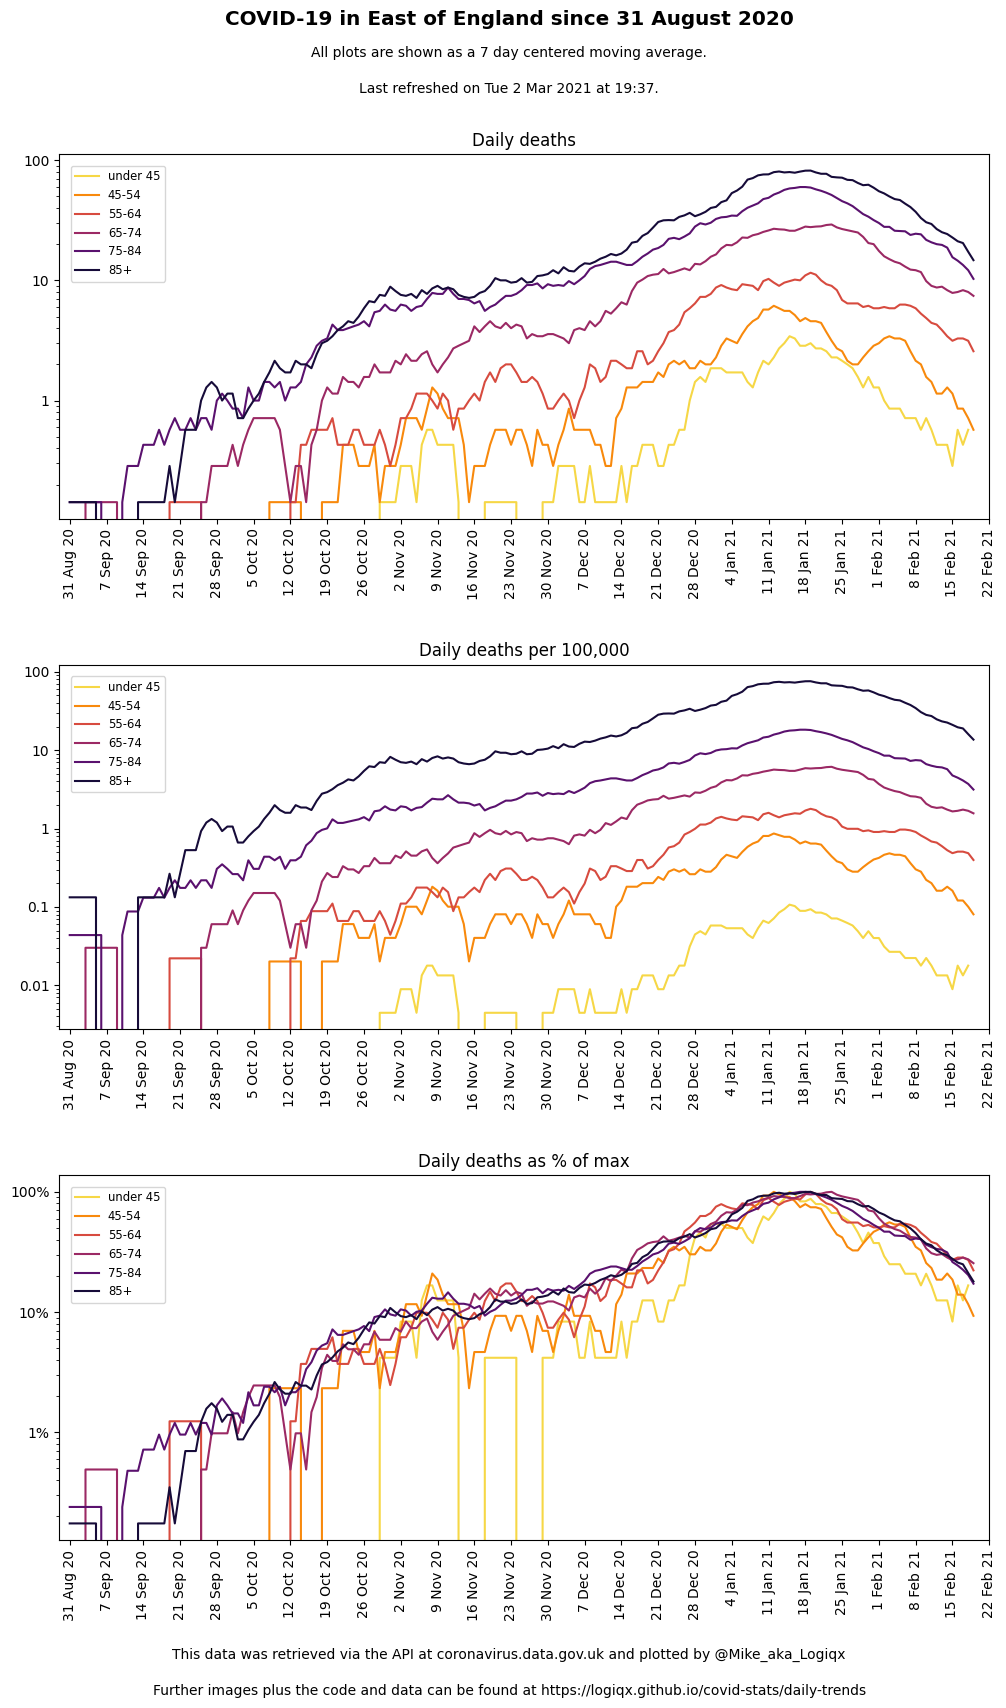 COVID-19 in East of England since 31 August 2020
All plots are shown as a 7 day centered moving average.
Last refreshed on Tue 2 Mar 2021 at 19:37.
Daily deaths
100
10
1
under 45
45-54
55-64
65-74
75-84
85+
31 Aug 20
7 Sep 20
14 Sep 20
21 Sep 20
28 Sep 20
5 Oct 20
12 Oct 20
19 Oct 20
26 Oct 20
2 Nov 20
9 Nov 20
16 Nov 20
23 Nov 20
30 Nov 20
7 Dec 20
14 Dec 20
21 Dec 20
28 Dec 20
4 Jan 21
11 Jan 21
18 Jan 21
25 Jan 21
1 Feb 21
8 Feb 21
15 Feb 21
22 Feb 21
Daily deaths per 100,000
100
10
1
0.1
0.01
under 45
45-54
55-64
65-74
75-84
85+
31 Aug 20
7 Sep 20
14 Sep 20
21 Sep 20
28 Sep 20
5 Oct 20
12 Oct 20
19 Oct 20
26 Oct 20
2 Nov 20
9 Nov 20
16 Nov 20
23 Nov 20
30 Nov 20
7 Dec 20
14 Dec 20
21 Dec 20
28 Dec 20
4 Jan 21
11 Jan 21
18 Jan 21
25 Jan 21
1 Feb 21
8 Feb 21
15 Feb 21
22 Feb 21
Daily deaths as % of max
100%
10%
1%
under 45
45-54
55-64
65-74
75-84
85+
31 Aug 20
7 Sep 20
14 Sep 20
21 Sep 20
28 Sep 20
5 Oct 20
12 Oct 20
19 Oct 20
26 Oct 20
2 Nov 20
9 Nov 20
16 Nov 20
23 Nov 20
30 Nov 20
7 Dec 20
14 Dec 20
21 Dec 20
28 Dec 20
4 Jan 21
11 Jan 21
18 Jan 21
25 Jan 21
1 Feb 21
8 Feb 21
15 Feb 21
22 Feb 21
This data was retrieved via the API at coronavirus.data.gov.uk and plotted by @Mike_aka_Logiqx
Further images plus the code and data can be found at https://logiqx.github.io/covid-stats/daily-trends